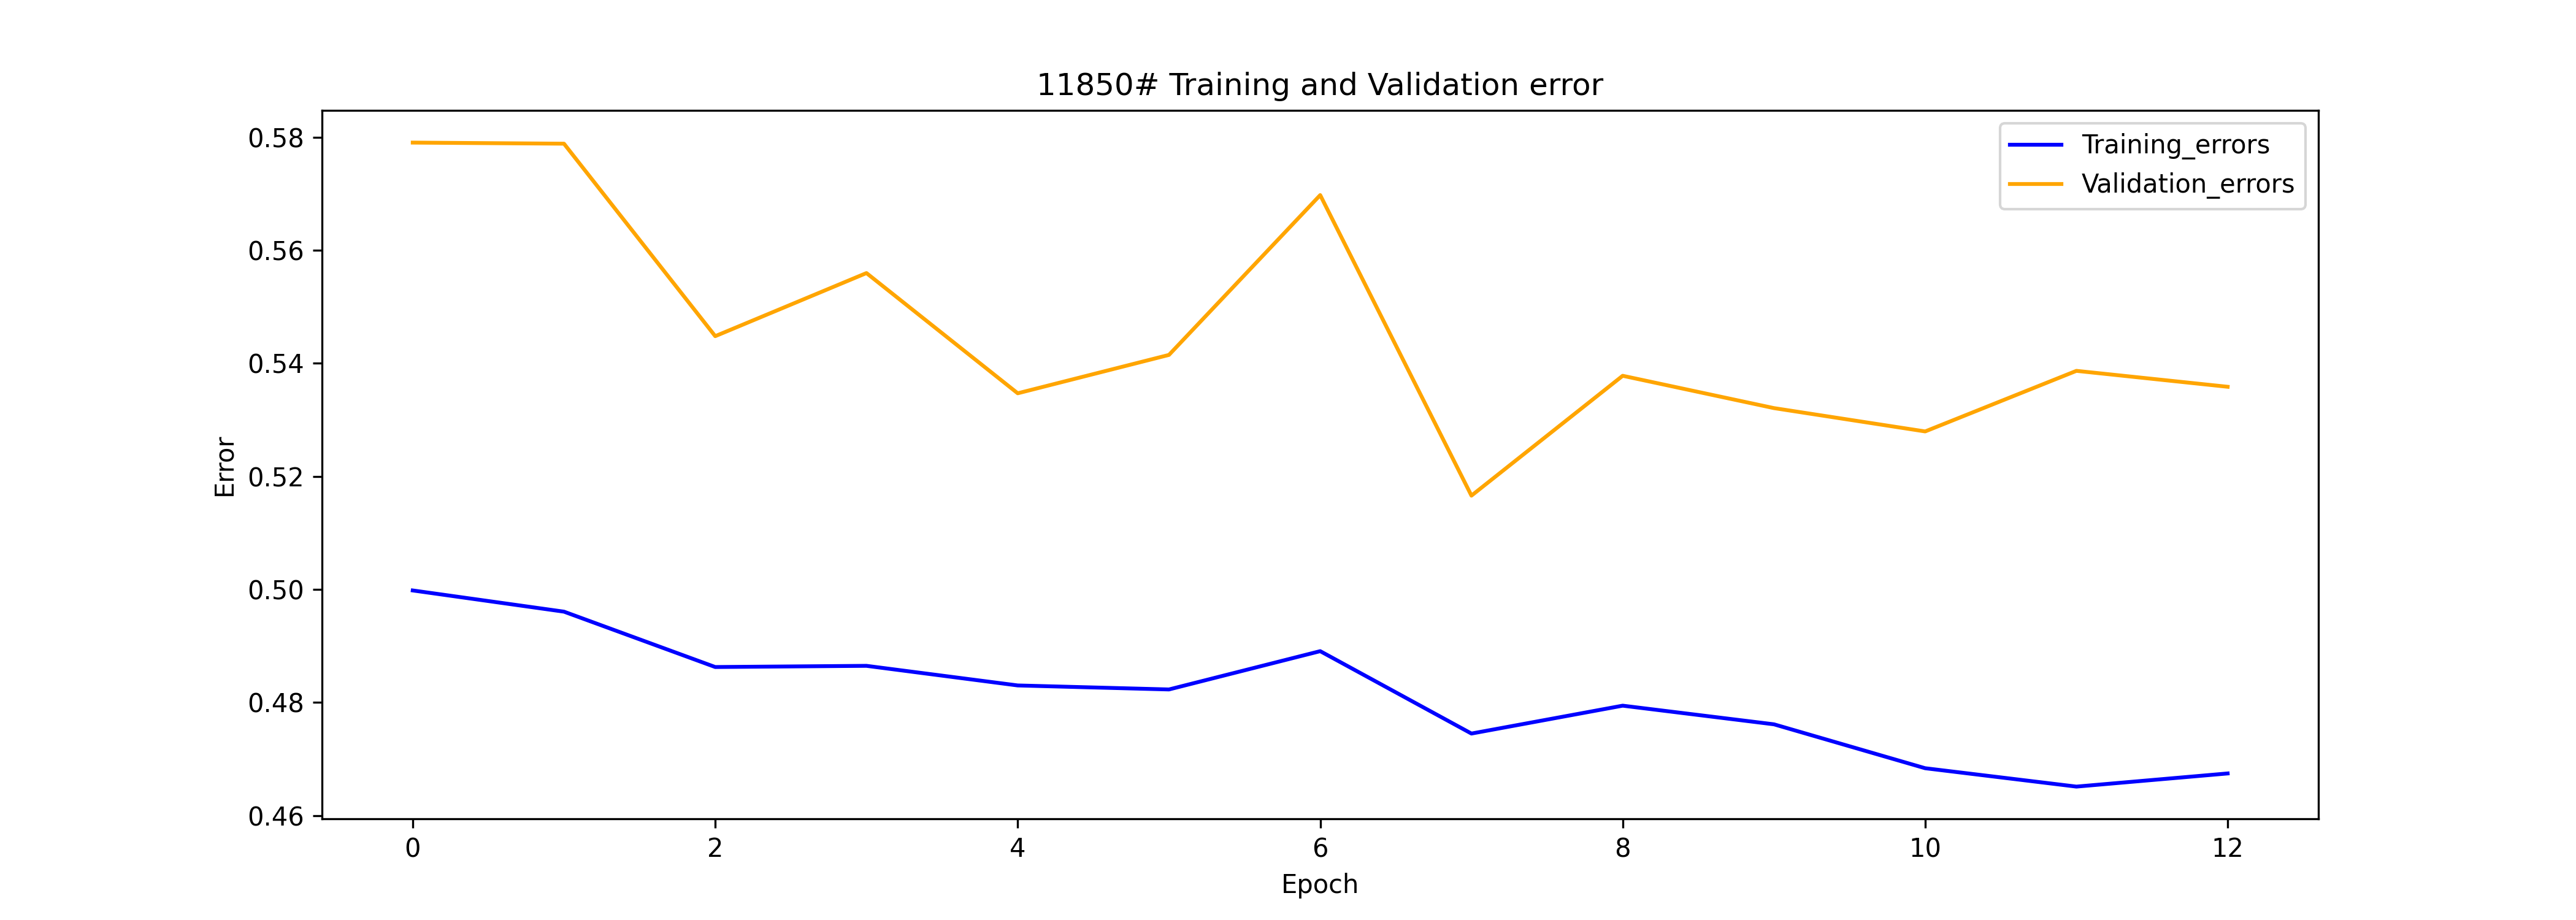 11850# Training and Validation error
Training_errors
Validation_errors
0.58
0.56
0.54
0.52
0.50
0.48
0.46
Error
0 2 4 6 8 10 12
Epoch